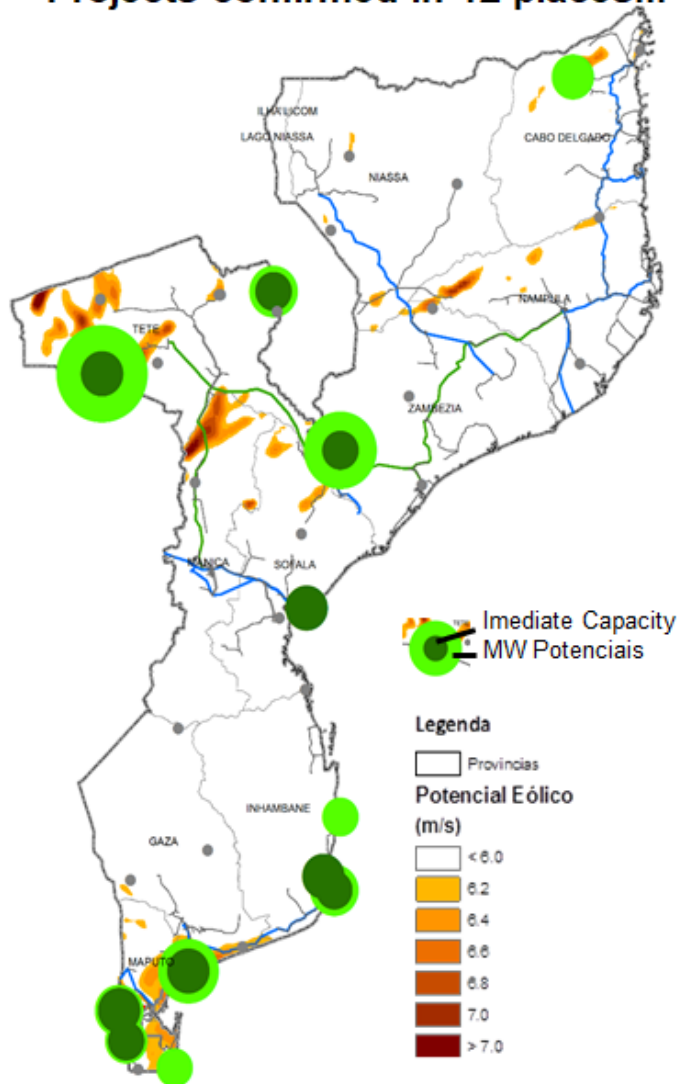 Projects confirmed in 12 places...
ILHA LICOM
LAGO NIASSA
CABO DELGADO
NIASSA
NAMPULA
TETE
ZAMBEZIA
MANICA
SOFALA
Imediate Capacity
MW Potenciais
INHAMBANE
GAZA
MAPUTO
Legenda
Provincias
Potencial Eólico
(m/s)
< 6.0
6.2
6.4
6.6
6.8
7.0
> 7.0